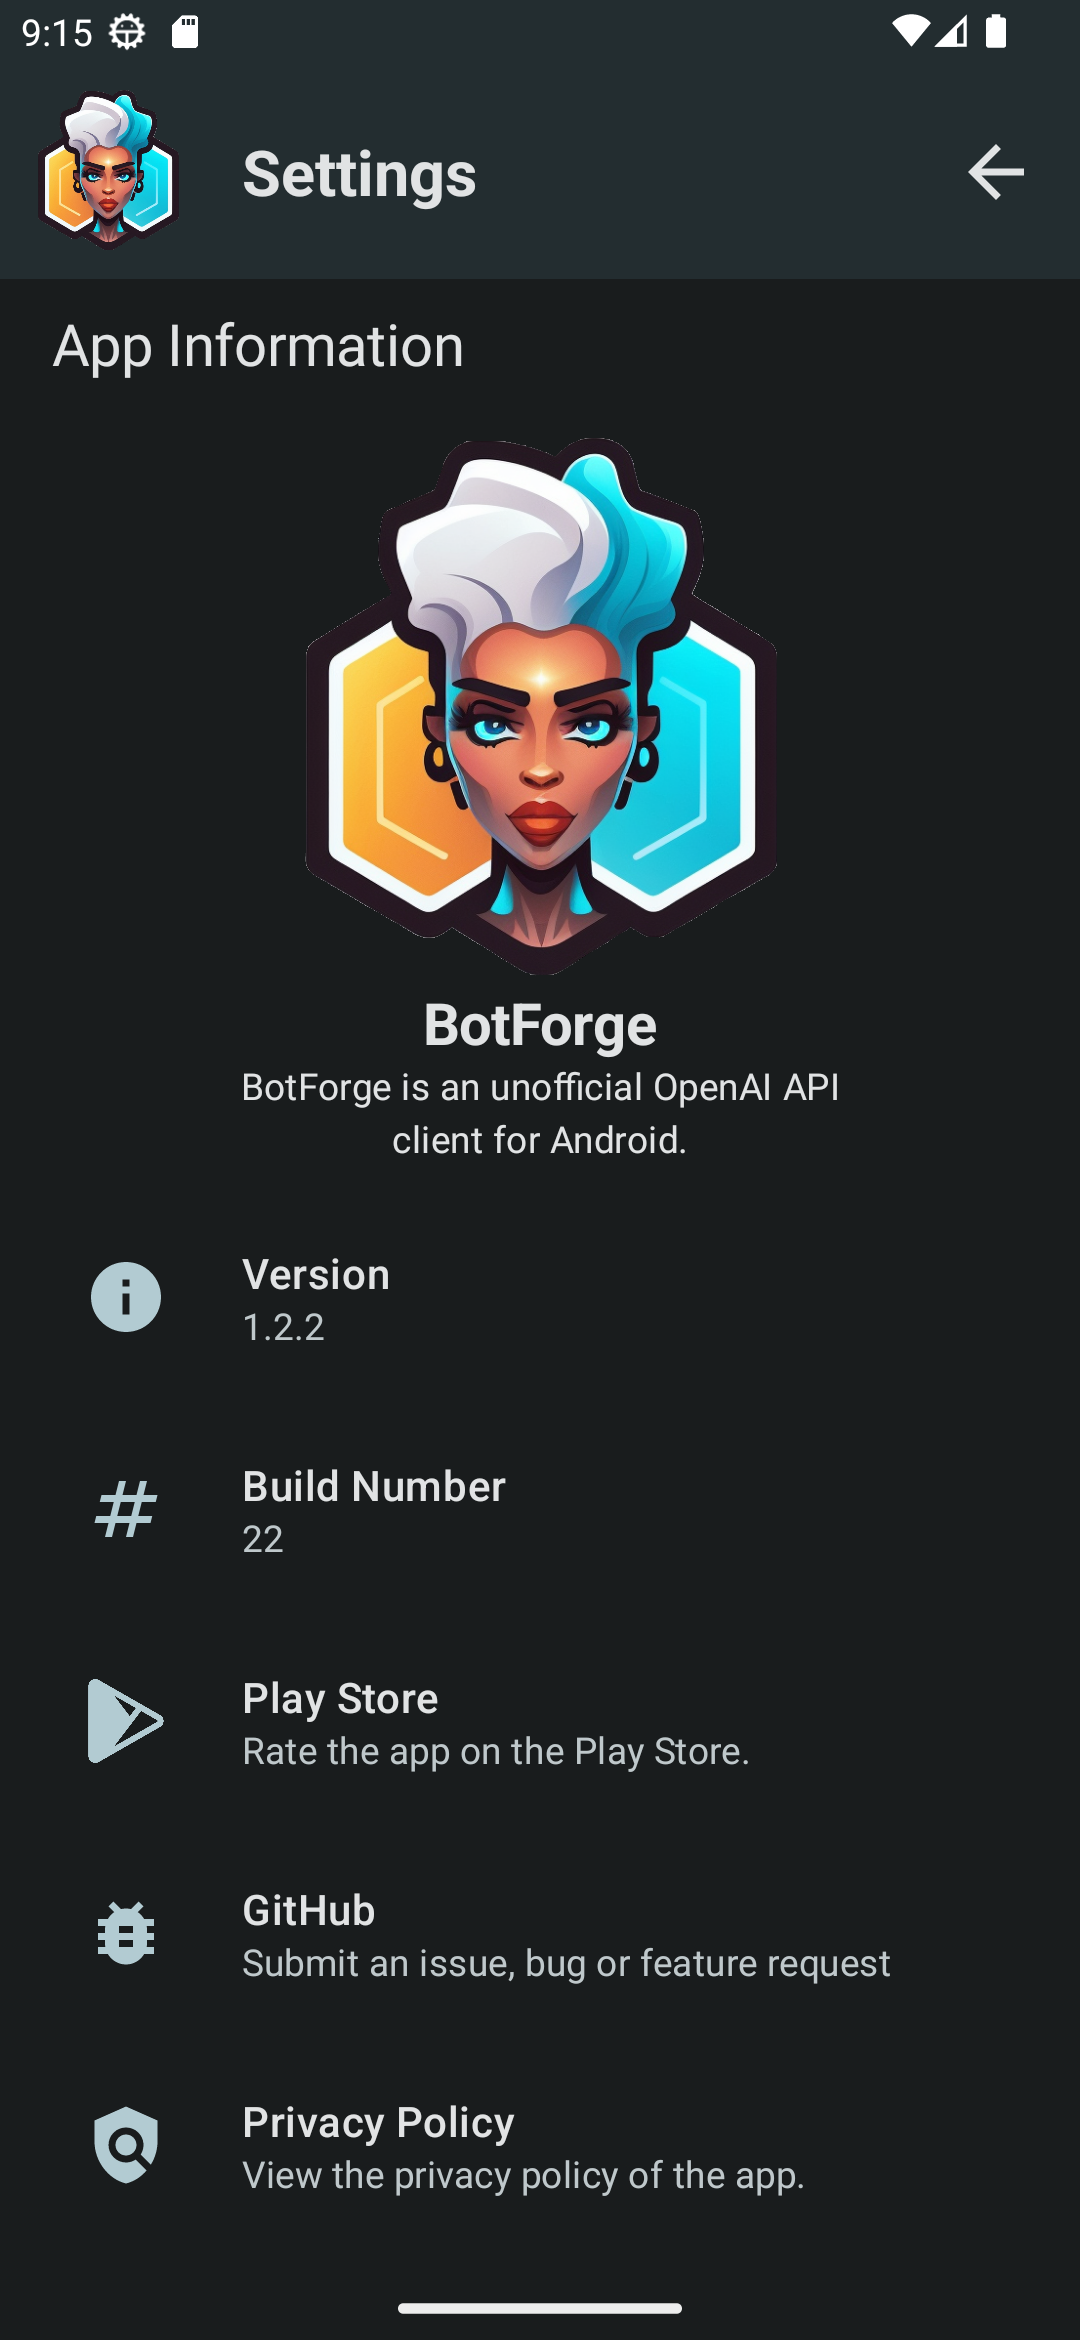 9:15
Settings
App Information
BotForge
BotForge is an unofficial OpenAI API
client for Android.
Version
1.2.2
Build Number
22
Play Store
Rate the app on the Play Store.
GitHub
Submit an issue, bug or feature request
Privacy Policy
View the privacy policy of the app.